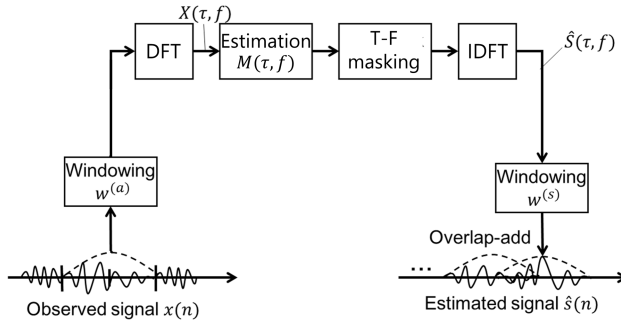 X(τ, f)
DFT
Estimation
M(τ, f)
T-F
masking
IDFT
Ŝ(τ, f)
Windowing
w⁽ᵃ⁾
Windowing
w⁽ˢ⁾
Overlap-add
...
Observed signal x(n)
Estimated signal ŝ(n)